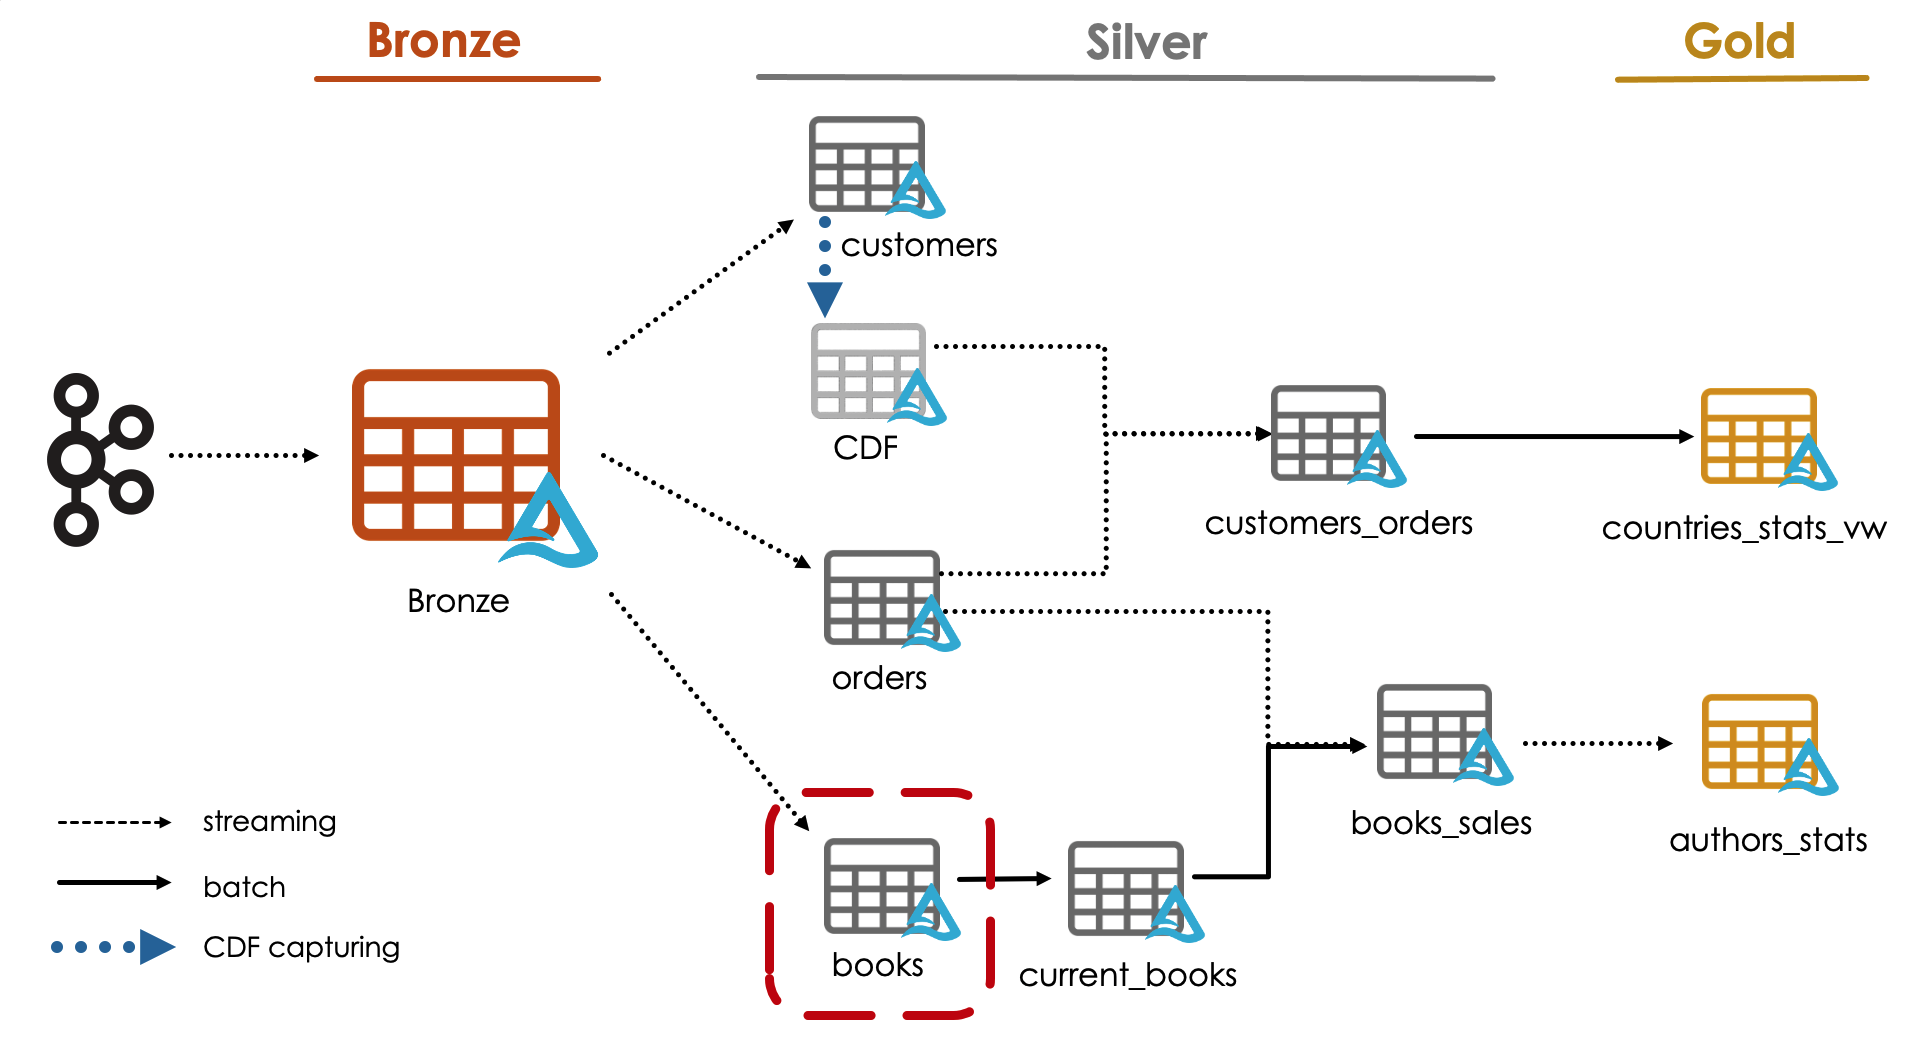 Bronze
Silver
Gold
customers
CDF
customers_orders
countries_stats_vw
Bronze
orders
books_sales
authors_stats
books
current_books
streaming
batch
CDF capturing